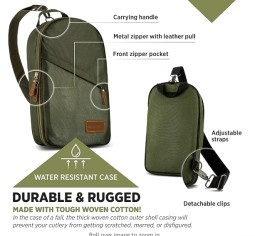 Carrying handle
Metal zipper with leather pull
Front zipper pocket
Adjustable
straps
WATER RESISTANT CASE
Detachable clips
DURABLE & RUGGED
MADE WITH TOUGH WOVEN COTTON!
in the case of a fall, the thick woven cotton outer shell casing will
prevent your cutlery from getting scratched, marred, or disfigured.
Roll over image to zoom in